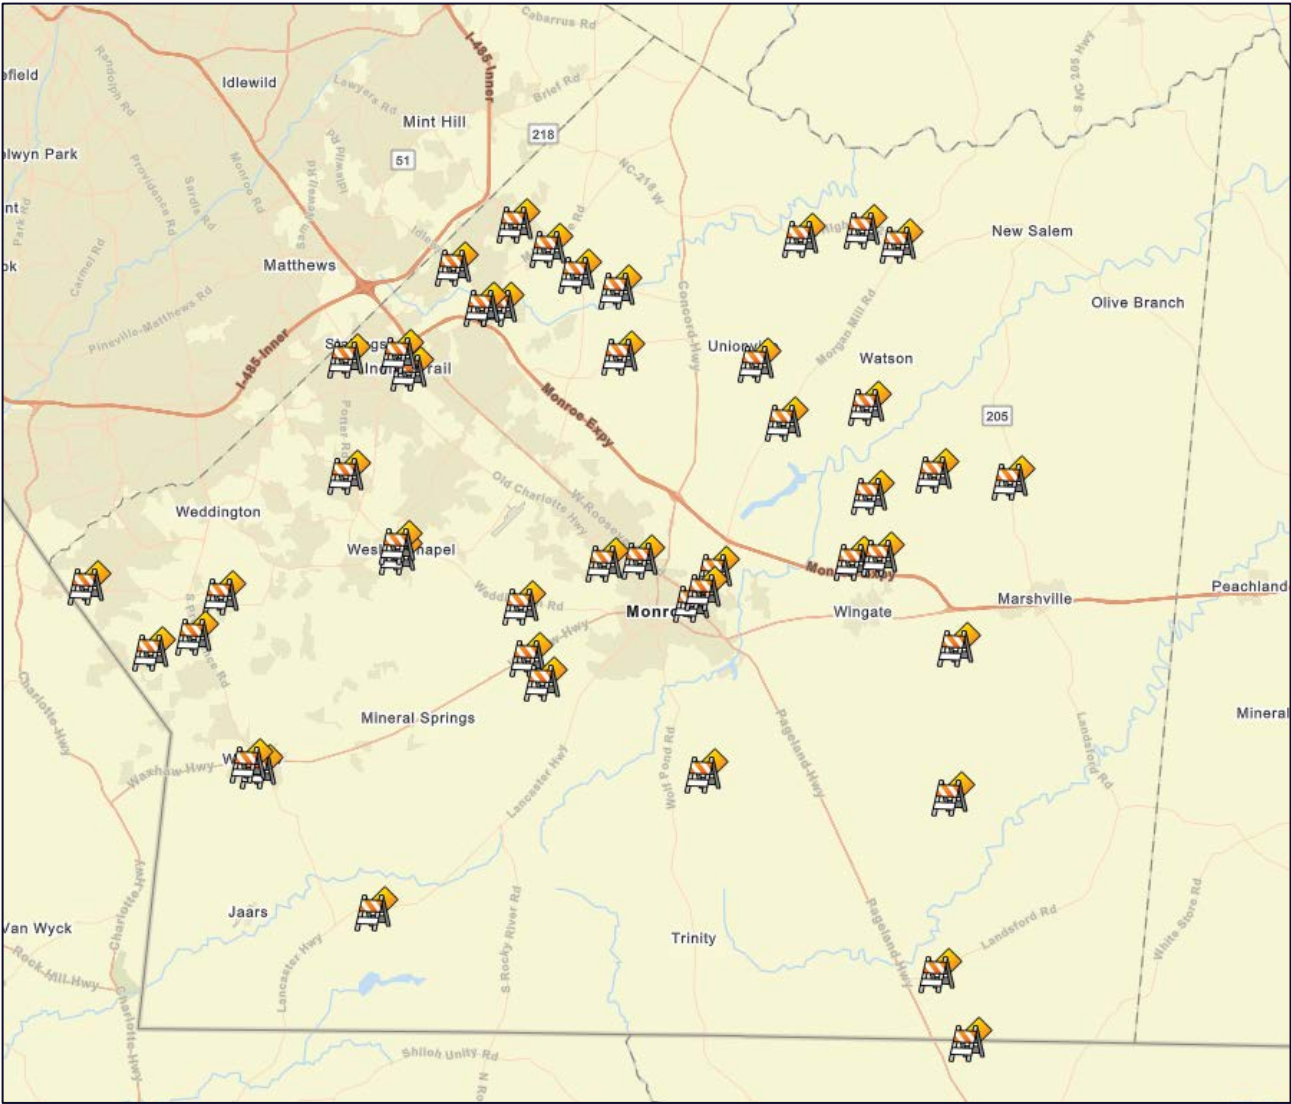 Cabarrus Rd
I-485-Inner
S NC 205 Hwy
Randolph Rd
Idlewild
Lawyers Rd
Brief Rd
Mint Hill
218
51
Idlewild Rd
Providence Rd
Monroe Rd
Sardis Rd
NC-218 W
Park Rd
Carmel Rd
Matthews
New Salem
Olive Branch
Pineville-Matthews Rd
Concord-Hwy
Morgan Mill Rd
Watson
I-485-Inner
Monroe-Expy
205
Weddington
Old Charlotte Hwy
Peachland
Marshville
Wingate
Charlotte-Hwy
Mineral Springs
Mineral
Waxhaw Hwy
Lancaster Hwy
Wolf Pond Rd
Pageland-Hwy
Landsford Rd
Charlotte-Hwy
Jaars
Van Wyck
Rock-Hill-Hwy
Lancaster Hwy
S Rocky River Rd
Trinity
Pageland-Hwy
Landsford Rd
White Store Rd
Charlotte-Hwy
Shiloh Unity Rd